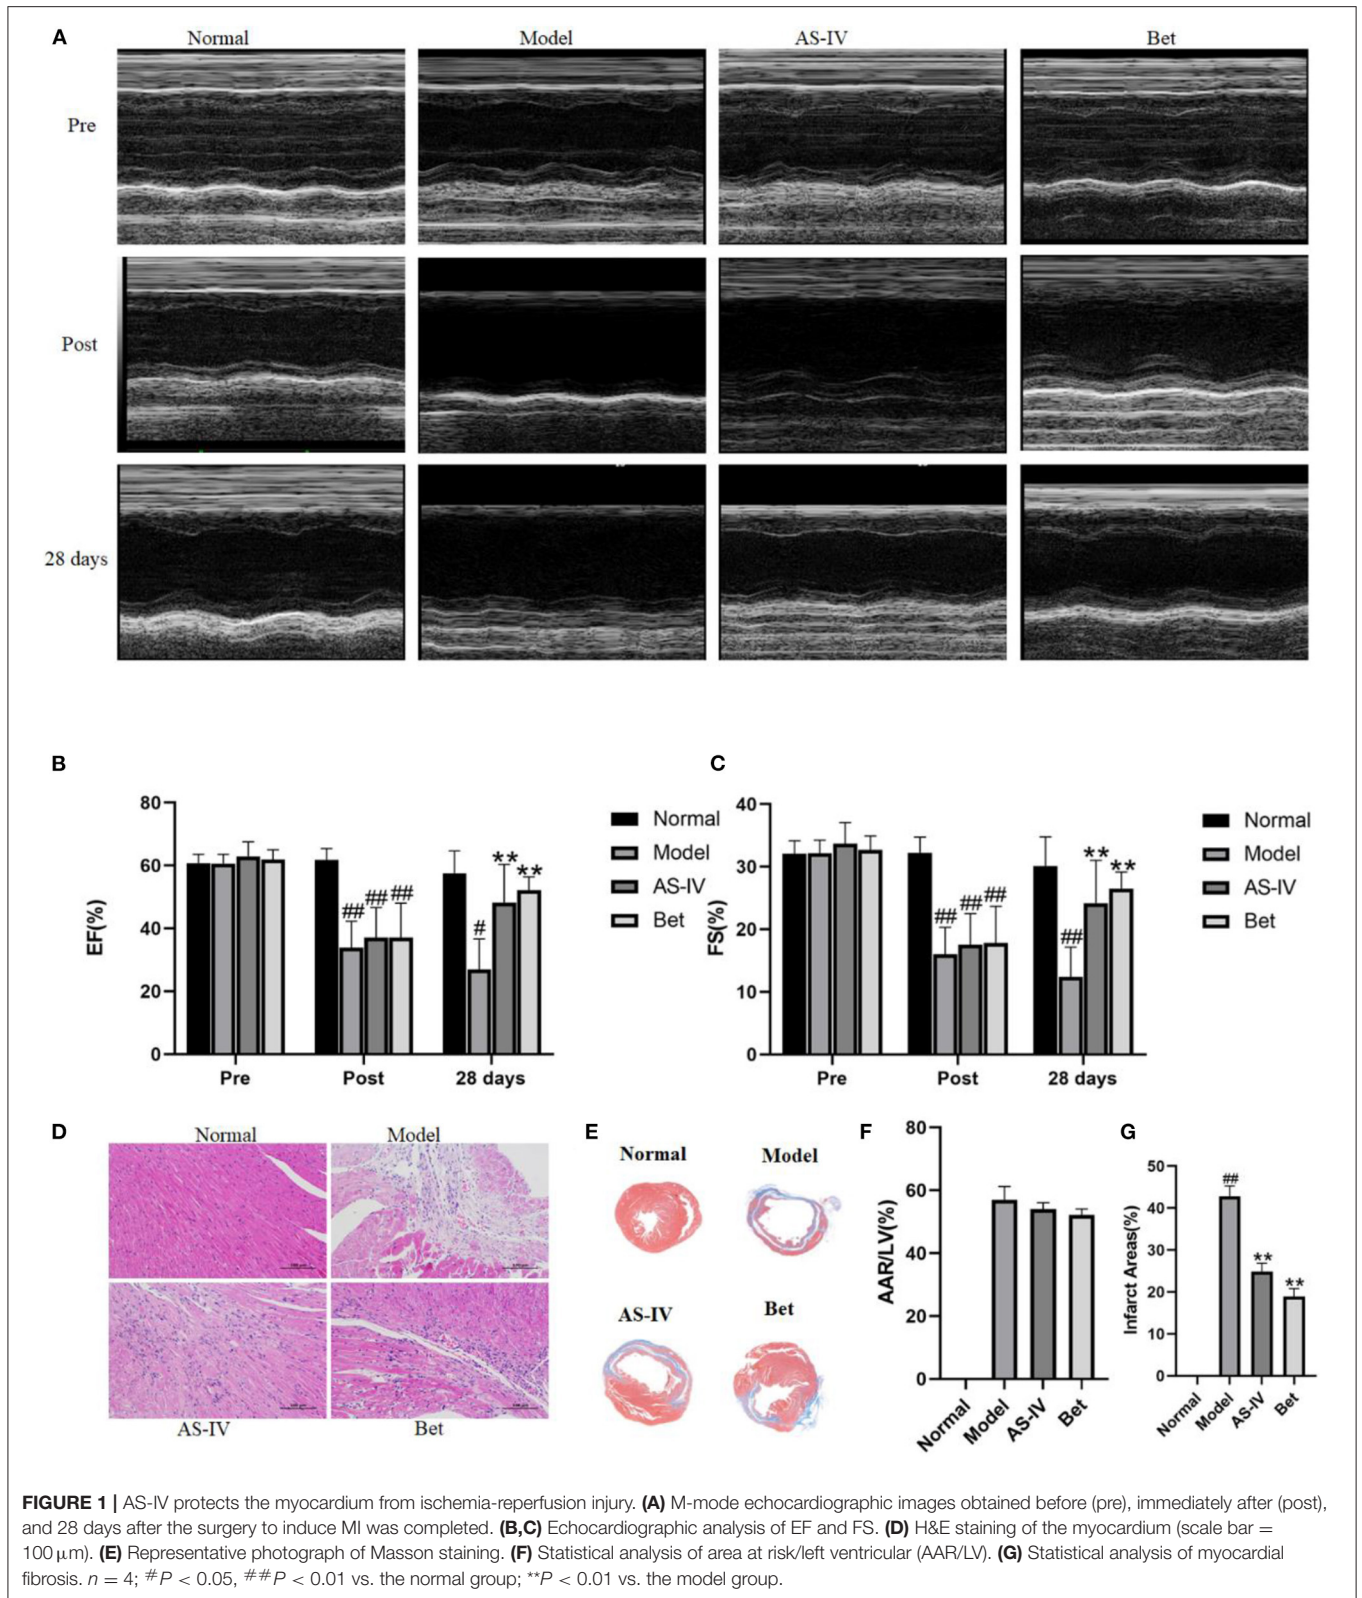 A
Normal
Model
AS-IV
Bet
Pre
Post
28 days
B
80
60
40
20
0
EF(%)
##
##
##
#
**
**
Pre
Post
28 days
Normal
Model
AS-IV
Bet
C
40
30
20
10
0
FS(%)
##
##
##
##
**
**
Pre
Post
28 days
Normal
Model
AS-IV
Bet
D
Normal
Model
AS-IV
Bet
E
Normal
Model
AS-IV
Bet
F
80
60
40
20
0
AAR/LV(%)
Normal
Model
AS-IV
Bet
G
50
40
30
20
10
0
Infarct Areas(%)
##
**
**
Normal
Model
AS-IV
Bet
FIGURE 1 | AS-IV protects the myocardium from ischemia-reperfusion injury. (A) M-mode echocardiographic images obtained before (pre), immediately after (post),
and 28 days after the surgery to induce MI was completed. (B,C) Echocardiographic analysis of EF and FS. (D) H&E staining of the myocardium (scale bar =
100 μm). (E) Representative photograph of Masson staining. (F) Statistical analysis of area at risk/left ventricular (AAR/LV). (G) Statistical analysis of myocardial
fibrosis. n = 4; #P < 0.05, ##P < 0.01 vs. the normal group; **P < 0.01 vs. the model group.